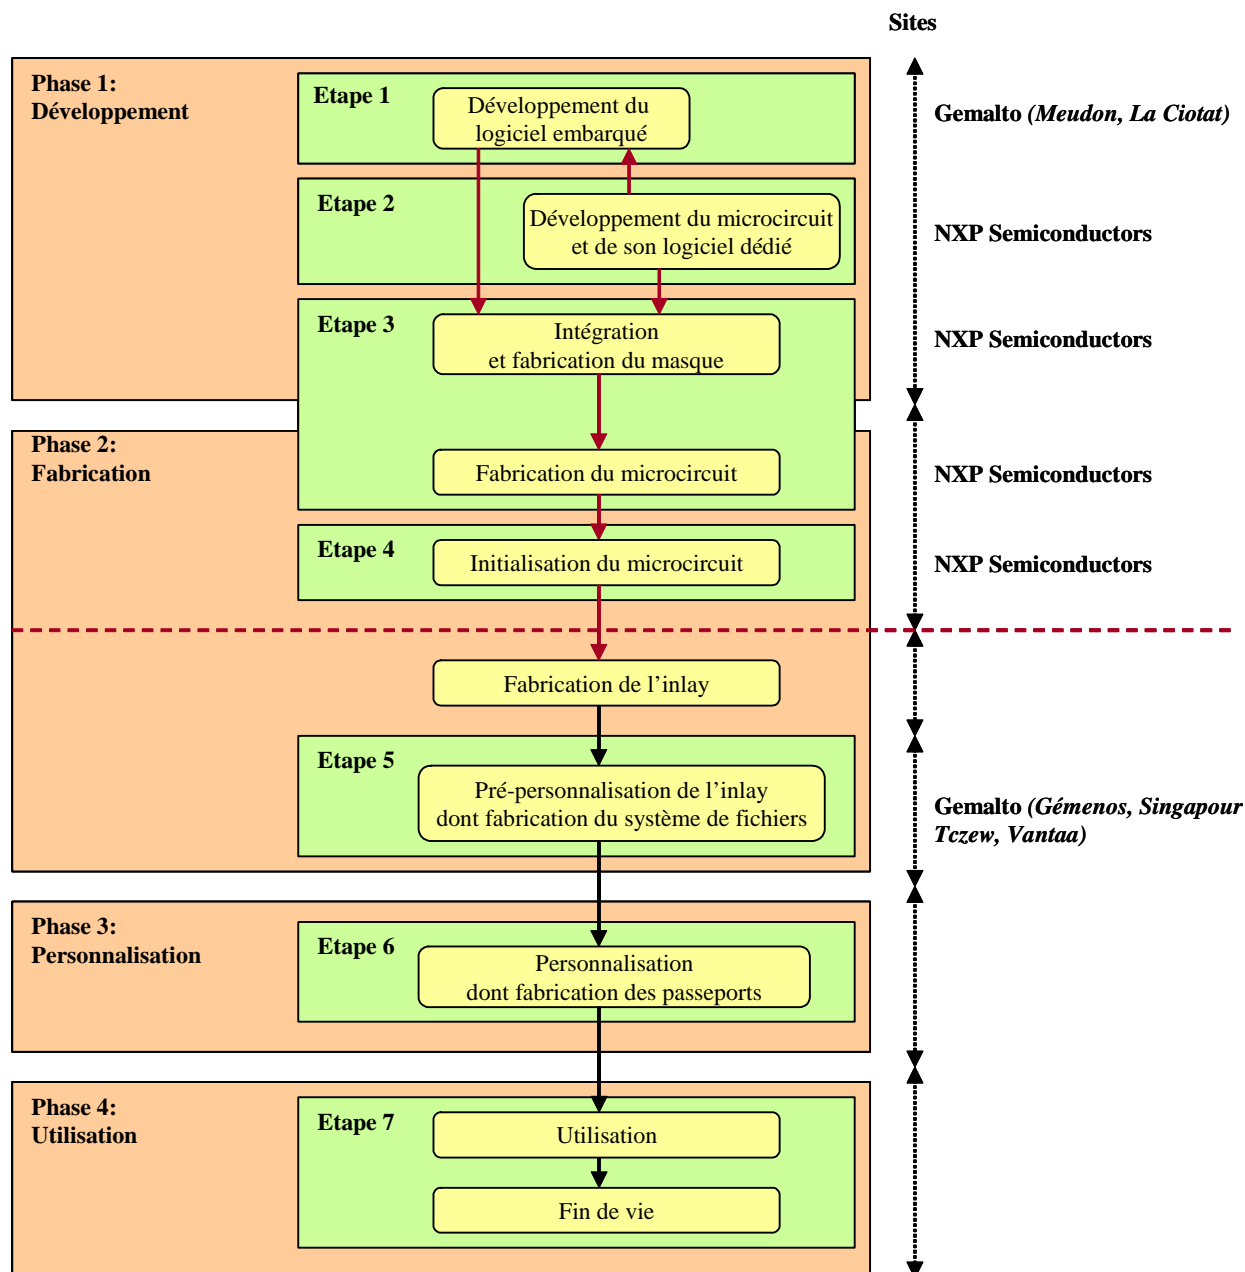 Sites
Phase 1:
Développement
Etape 1
Développement du
logiciel embarqué
Gemalto (Meudon, La Ciotat)
Etape 2
Développement du microcircuit
et de son logiciel dédié
NXP Semiconductors
Etape 3
Intégration
et fabrication du masque
NXP Semiconductors
Phase 2:
Fabrication
Fabrication du microcircuit
NXP Semiconductors
Etape 4
Initialisation du microcircuit
NXP Semiconductors
Fabrication de l’inlay
Etape 5
Pré-personnalisation de l’inlay
dont fabrication du système de fichiers
Gemalto (Gémenos, Singapour
Tczew, Vantaa)
Phase 3:
Personnalisation
Etape 6
Personnalisation
dont fabrication des passeports
Phase 4:
Utilisation
Etape 7
Utilisation
Fin de vie